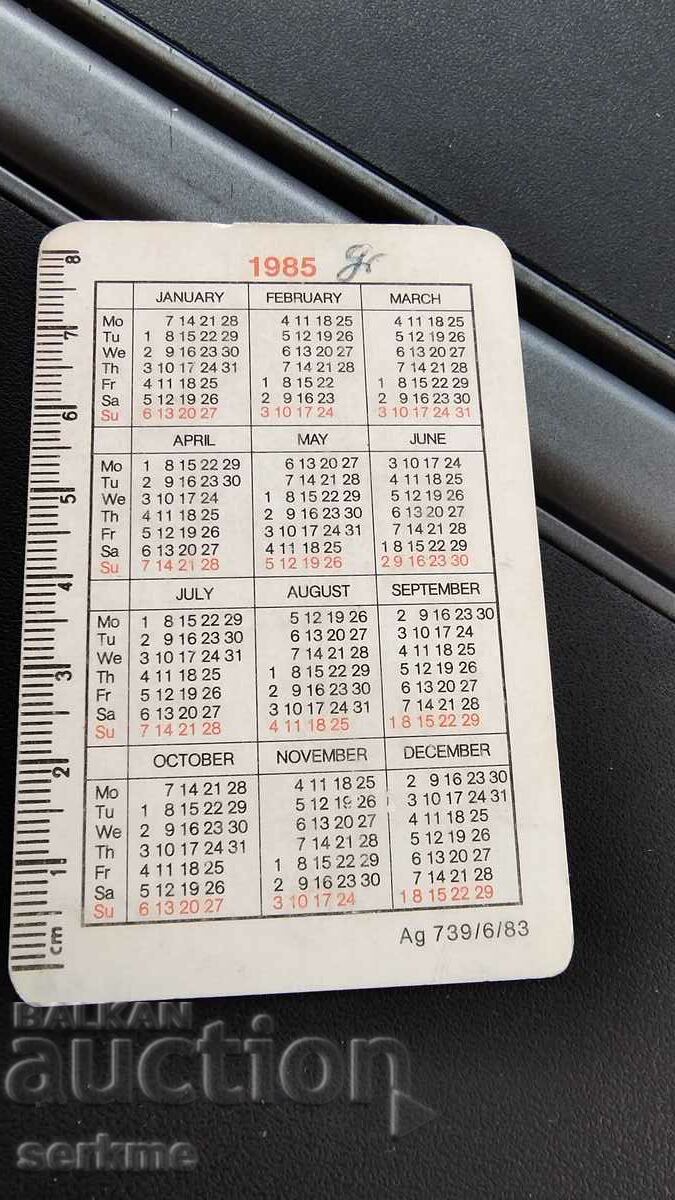 1985 gr
JANUARY FEBRUARY MARCH
Mo 7 14 21 28 4 11 18 25 4 11 18 25
Tu 1 8 15 22 29 5 12 19 26 5 12 19 26
We 2 9 16 23 30 6 13 20 27 6 13 20 27
Th 3 10 17 24 31 7 14 21 28 7 14 21 28
Fr 4 11 18 25 1 8 15 22 1 8 15 22 29
Sa 5 12 19 26 2 9 16 23 2 9 16 23 30
Su 6 13 20 27 3 10 17 24 3 10 17 24 31
APRIL MAY JUNE
Mo 1 8 15 22 29 6 13 20 27 3 10 17 24
Tu 2 9 16 23 30 7 14 21 28 4 11 18 25
We 3 10 17 24 1 8 15 22 29 5 12 19 26
Th 4 11 18 25 2 9 16 23 30 6 13 20 27
Fr 5 12 19 26 3 10 17 24 31 7 14 21 28
Sa 6 13 20 27 4 11 18 25 1 8 15 22 29
Su 7 14 21 28 5 12 19 26 2 9 16 23 30
JULY AUGUST SEPTEMBER
Mo 1 8 15 22 29 5 12 19 26 2 9 16 23 30
Tu 2 9 16 23 30 6 13 20 27 3 10 17 24
We 3 10 17 24 31 7 14 21 28 4 11 18 25
Th 4 11 18 25 1 8 15 22 29 5 12 19 26
Fr 5 12 19 26 2 9 16 23 30 6 13 20 27
Sa 6 13 20 27 3 10 17 24 31 7 14 21 28
Su 7 14 21 28 4 11 18 25 1 8 15 22 29
OCTOBER NOVEMBER DECEMBER
Mo 7 14 21 28 4 11 18 25 2 9 16 23 30
Tu 1 8 15 22 29 5 12 19 26 3 10 17 24 31
We 2 9 16 23 30 6 13 20 27 4 11 18 25
Th 3 10 17 24 31 7 14 21 28 5 12 19 26
Fr 4 11 18 25 1 8 15 22 29 6 13 20 27
Sa 5 12 19 26 2 9 16 23 30 7 14 21 28
Su 6 13 20 27 3 10 17 24 1 8 15 22 29
Ag 739/6/83
8
7
6
5
4
3
2
1
cm
BALKAN
auction
serkme